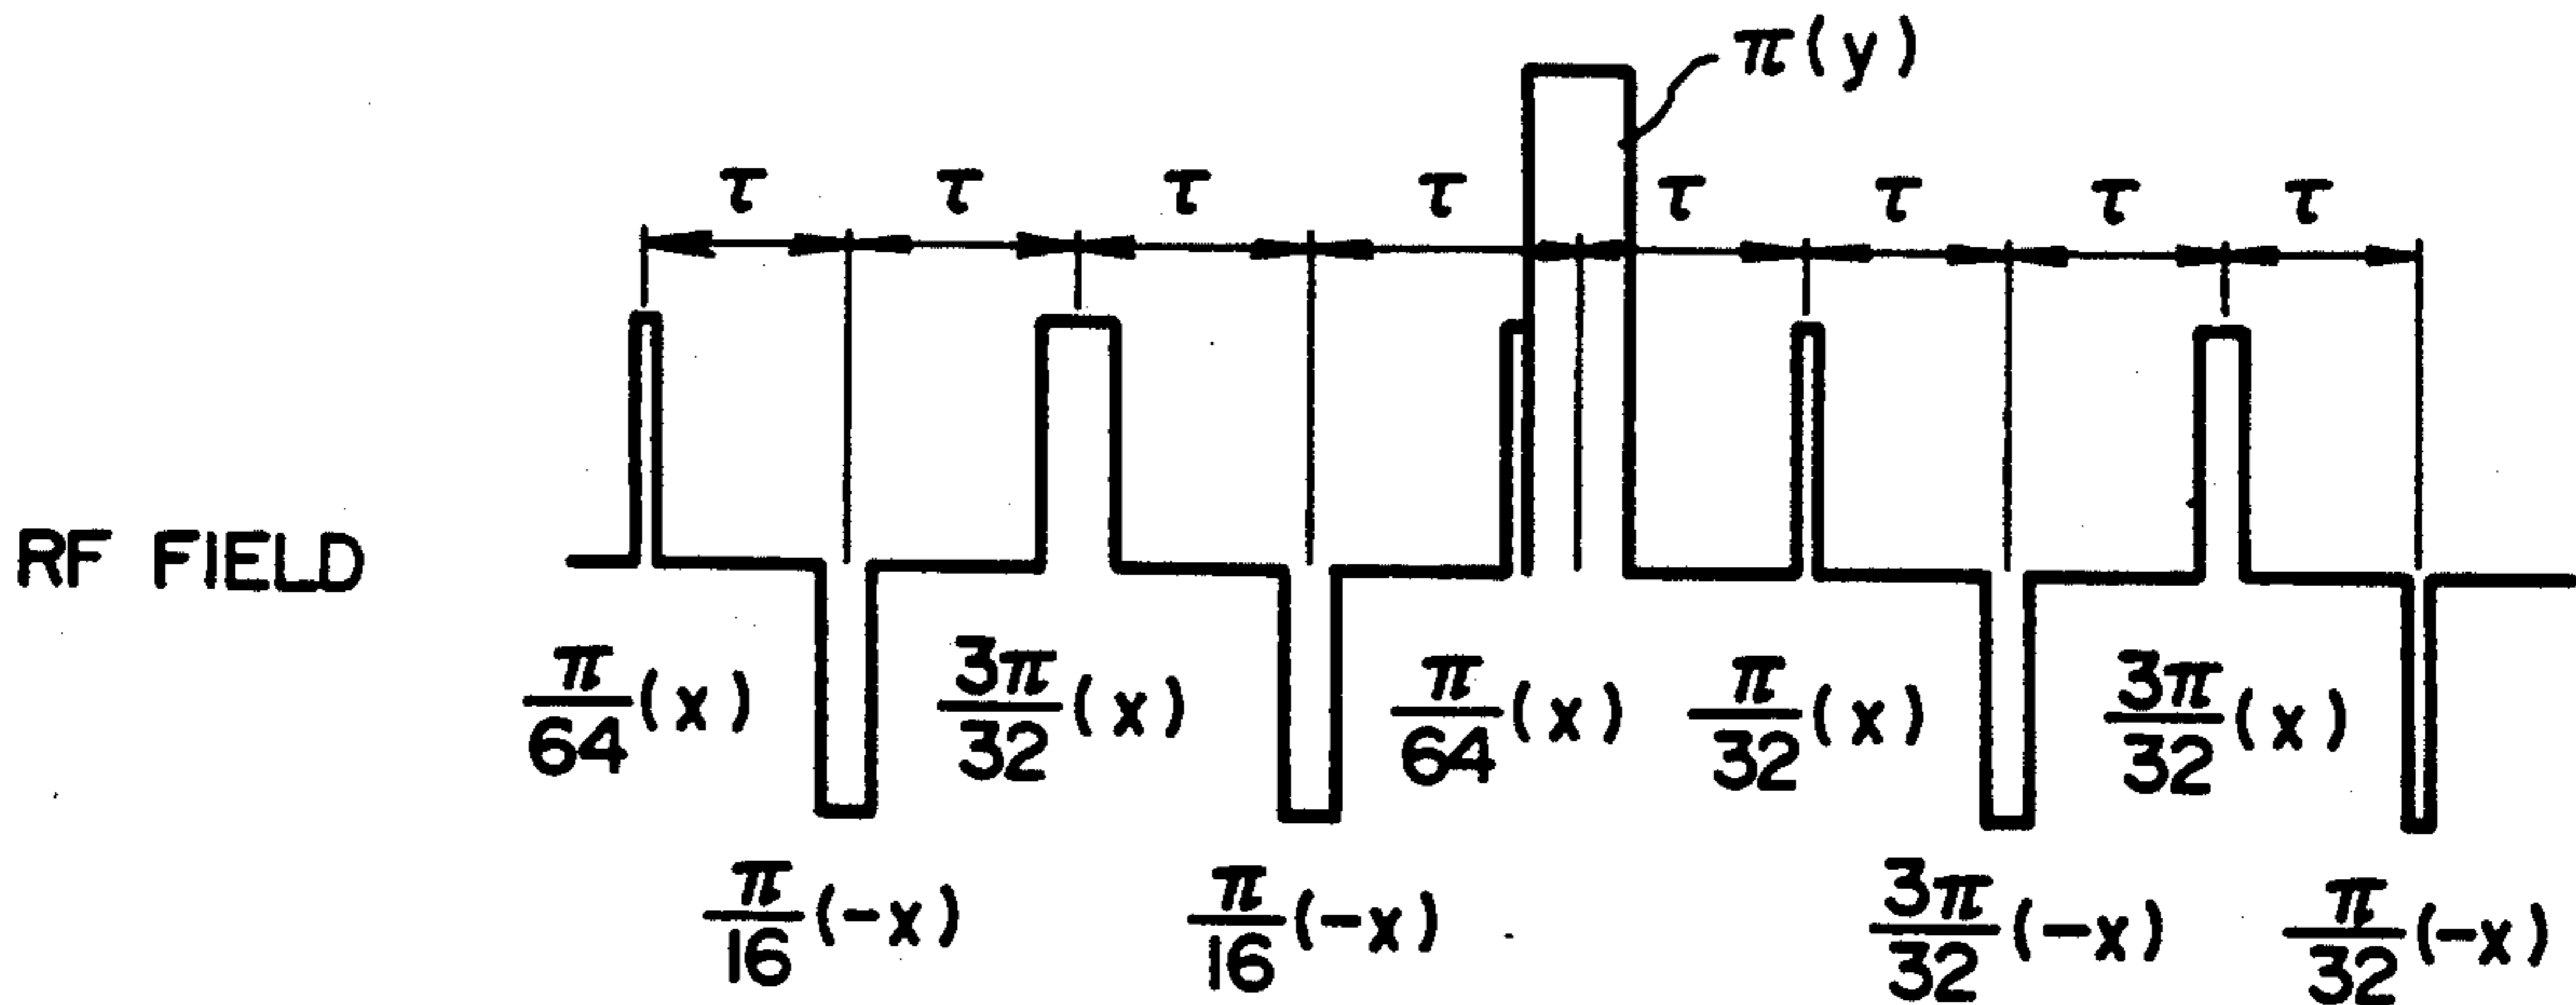 π(y)
τ τ τ τ τ τ τ τ
RF FIELD
π/64(x) 3π/32(x) π/64(x) π/32(x) 3π/32(x)
π/16(-x) π/16(-x) 3π/32(-x) π/32(-x)